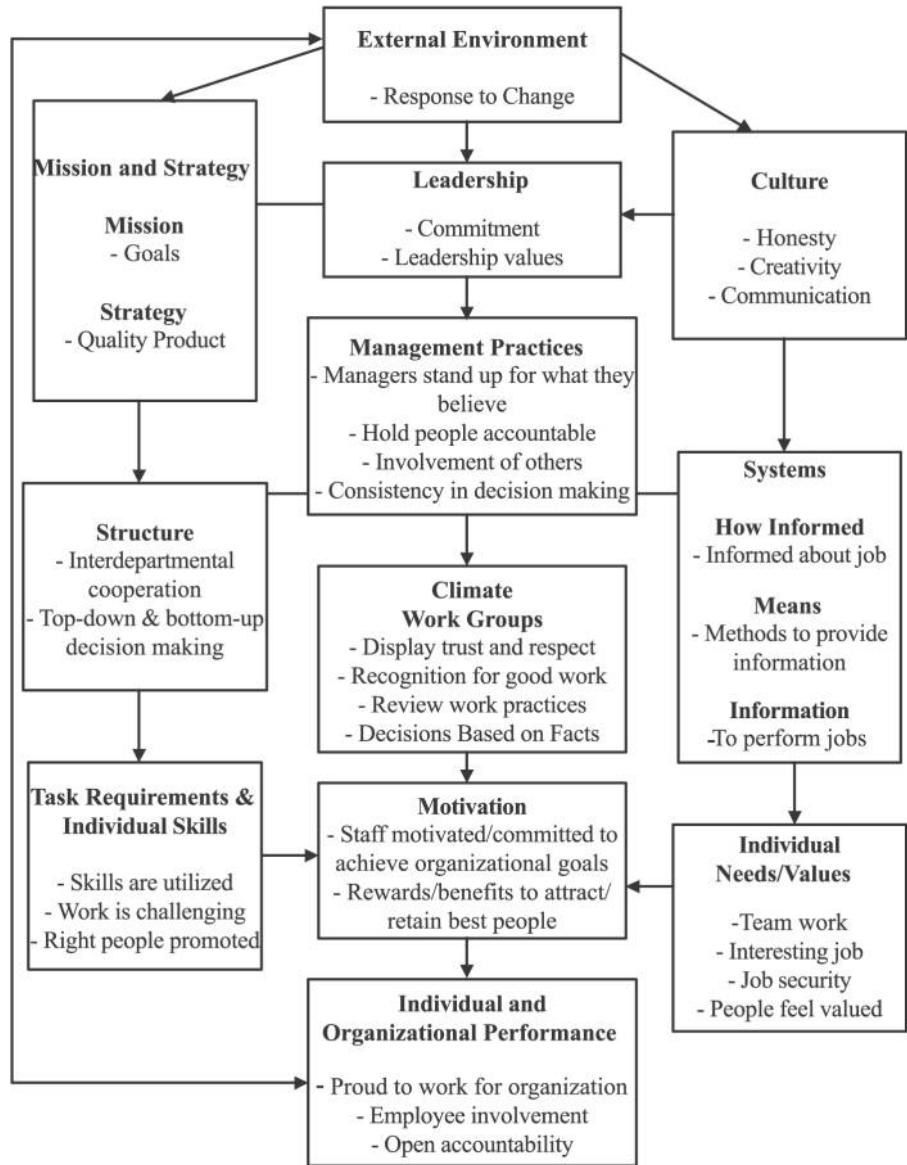 External Environment
- Response to Change
Mission and Strategy
Mission
- Goals
Strategy
- Quality Product
Leadership
- Commitment
- Leadership values
Culture
- Honesty
- Creativity
- Communication
Management Practices
- Managers stand up for what they
believe
- Hold people accountable
- Involvement of others
- Consistency in decision making
Structure
- Interdepartmental
cooperation
- Top-down & bottom-up
decision making
Climate
Work Groups
- Display trust and respect
- Recognition for good work
- Review work practices
- Decisions Based on Facts
Systems
How Informed
- Informed about job
Means
- Methods to provide
information
Information
-To perform jobs
Task Requirements &
Individual Skills
- Skills are utilized
- Work is challenging
- Right people promoted
Motivation
- Staff motivated/committed to
achieve organizational goals
- Rewards/benefits to attract/
retain best people
Individual
Needs/Values
-Team work
- Interesting job
- Job security
- People feel valued
Individual and
Organizational Performance
- Proud to work for organization
- Employee involvement
- Open accountability